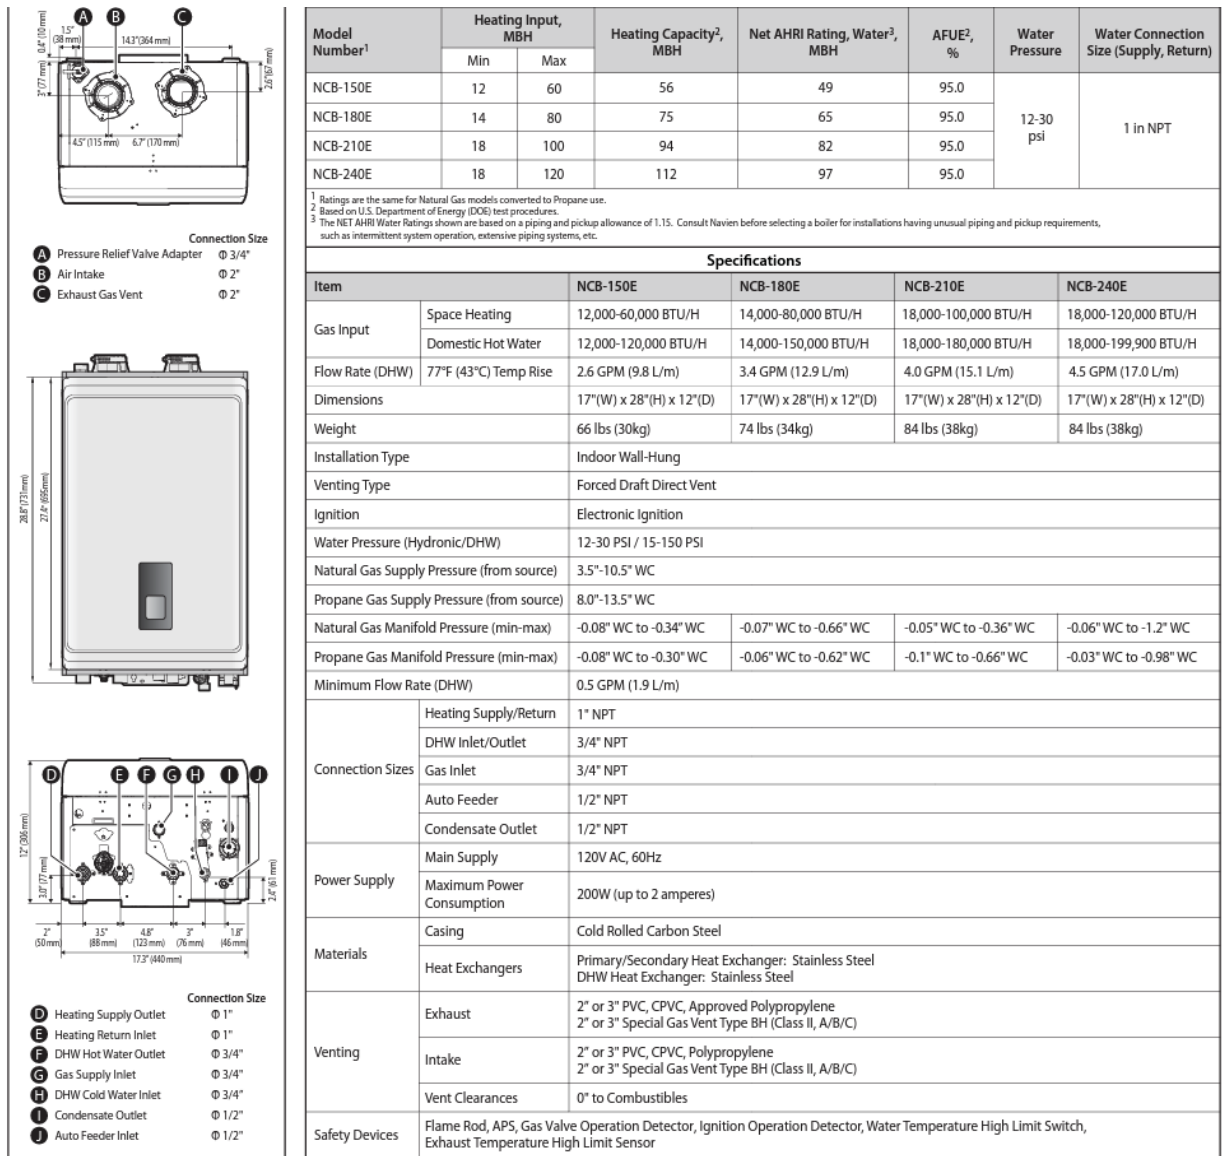 A B C
1.5"
(38 mm)
14.3"(364 mm)
0.4" (10 mm)
3" (77 mm)
2.6"(67 mm)
4.5" (115 mm) 6.7" (170 mm)
Connection Size
A Pressure Relief Valve Adapter Φ 3/4"
B Air Intake Φ 2"
C Exhaust Gas Vent Φ 2"
28.8" (731mm)
27.4" (695mm)
D E F G H I J
12" (306 mm)
3.0" (77 mm)
2.4" (61 mm)
2" 3.5" 4.8" 3" 1.8"
(50 mm) (88 mm) (123 mm) (76 mm) (46 mm)
17.3" (440 mm)
Connection Size
D Heating Supply Outlet Φ 1"
E Heating Return Inlet Φ 1"
F DHW Hot Water Outlet Φ 3/4"
G Gas Supply Inlet Φ 3/4"
H DHW Cold Water Inlet Φ 3/4"
I Condensate Outlet Φ 1/2"
J Auto Feeder Inlet Φ 1/2"
Model Number1 Heating Input, MBH Heating Capacity2, MBH Net AHRI Rating, Water3, MBH AFUE2, % Water Pressure Water Connection Size (Supply, Return)
Min Max
NCB-150E 12 60 56 49 95.0
NCB-180E 14 80 75 65 95.0
12-30 psi 1 in NPT
NCB-210E 18 100 94 82 95.0
NCB-240E 18 120 112 97 95.0
1 Ratings are the same for Natural Gas models converted to Propane use.
2 Based on U.S. Department of Energy (DOE) test procedures.
3 The NET AHRI Water Ratings shown are based on a piping and pickup allowance of 1.15. Consult Navien before selecting a boiler for installations having unusual piping and pickup requirements,
such as intermittent system operation, extensive piping systems, etc.
Specifications
Item NCB-150E NCB-180E NCB-210E NCB-240E
Gas Input
Space Heating 12,000-60,000 BTU/H 14,000-80,000 BTU/H 18,000-100,000 BTU/H 18,000-120,000 BTU/H
Domestic Hot Water 12,000-120,000 BTU/H 14,000-150,000 BTU/H 18,000-180,000 BTU/H 18,000-199,900 BTU/H
Flow Rate (DHW) 77°F (43°C) Temp Rise 2.6 GPM (9.8 L/m) 3.4 GPM (12.9 L/m) 4.0 GPM (15.1 L/m) 4.5 GPM (17.0 L/m)
Dimensions 17"(W) x 28"(H) x 12"(D) 17"(W) x 28"(H) x 12"(D) 17"(W) x 28"(H) x 12"(D) 17"(W) x 28"(H) x 12"(D)
Weight 66 lbs (30kg) 74 lbs (34kg) 84 lbs (38kg) 84 lbs (38kg)
Installation Type Indoor Wall-Hung
Venting Type Forced Draft Direct Vent
Ignition Electronic Ignition
Water Pressure (Hydronic/DHW) 12-30 PSI / 15-150 PSI
Natural Gas Supply Pressure (from source) 3.5"-10.5" WC
Propane Gas Supply Pressure (from source) 8.0"-13.5" WC
Natural Gas Manifold Pressure (min-max) -0.08" WC to -0.34" WC -0.07" WC to -0.66" WC -0.05" WC to -0.36" WC -0.06" WC to -1.2" WC
Propane Gas Manifold Pressure (min-max) -0.08" WC to -0.30" WC -0.06" WC to -0.62" WC -0.1" WC to -0.66" WC -0.03" WC to -0.98" WC
Minimum Flow Rate (DHW) 0.5 GPM (1.9 L/m)
Connection Sizes
Heating Supply/Return 1" NPT
DHW Inlet/Outlet 3/4" NPT
Gas Inlet 3/4" NPT
Auto Feeder 1/2" NPT
Condensate Outlet 1/2" NPT
Power Supply
Main Supply 120V AC, 60Hz
Maximum Power Consumption 200W (up to 2 amperes)
Materials
Casing Cold Rolled Carbon Steel
Heat Exchangers
Primary/Secondary Heat Exchanger: Stainless Steel
DHW Heat Exchanger: Stainless Steel
Venting
Exhaust
2" or 3" PVC, CPVC, Approved Polypropylene
2" or 3" Special Gas Vent Type BH (Class II, A/B/C)
Intake
2" or 3" PVC, CPVC, Polypropylene
2" or 3" Special Gas Vent Type BH (Class II, A/B/C)
Vent Clearances 0" to Combustibles
Safety Devices
Flame Rod, APS, Gas Valve Operation Detector, Ignition Operation Detector, Water Temperature High Limit Switch,
Exhaust Temperature High Limit Sensor